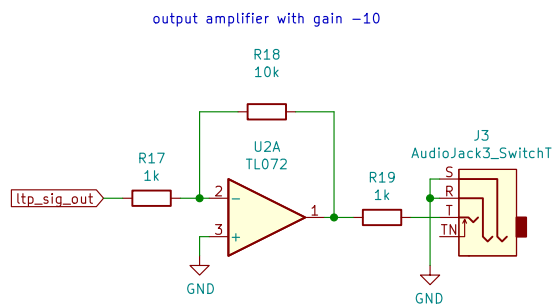 output amplifier with gain -10
R18
10k
J3
AudioJack3_SwitchT
U2A
TL072
R17
1k
R19
1k
S
R
T
TN
ltp_sig_out
2
-
1
3
+
GND
GND